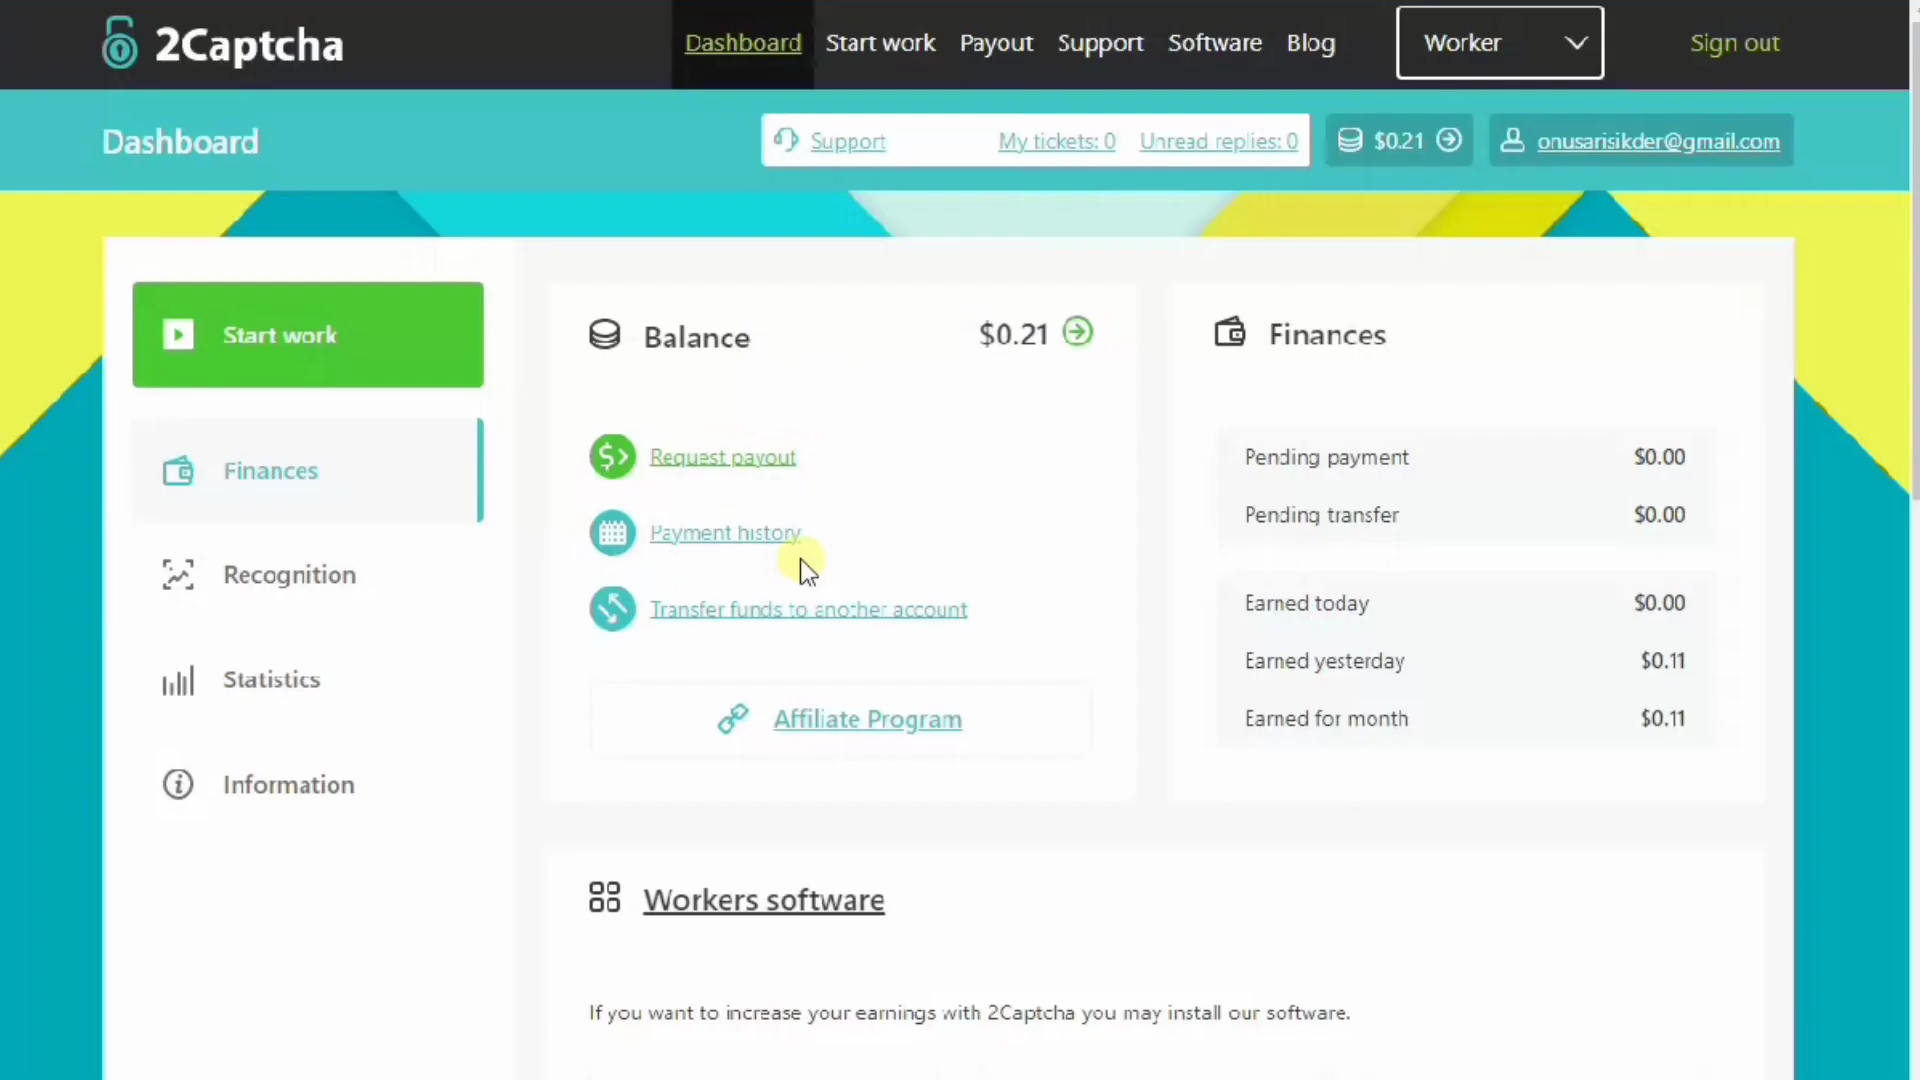 2Captcha
Dashboard Start work Payout Support Software Blog Worker Sign out
Dashboard Support My tickets: 0 Unread replies: 0 $0.21 onusarisikder@gmail.com
Start work
Finances
Recognition
Statistics
Information
Balance $0.21
Request payout
Payment history
Transfer funds to another account
Affiliate Program
Finances
Pending payment $0.00
Pending transfer $0.00
Earned today $0.00
Earned yesterday $0.11
Earned for month $0.11
Workers software
If you want to increase your earnings with 2Captcha you may install our software.